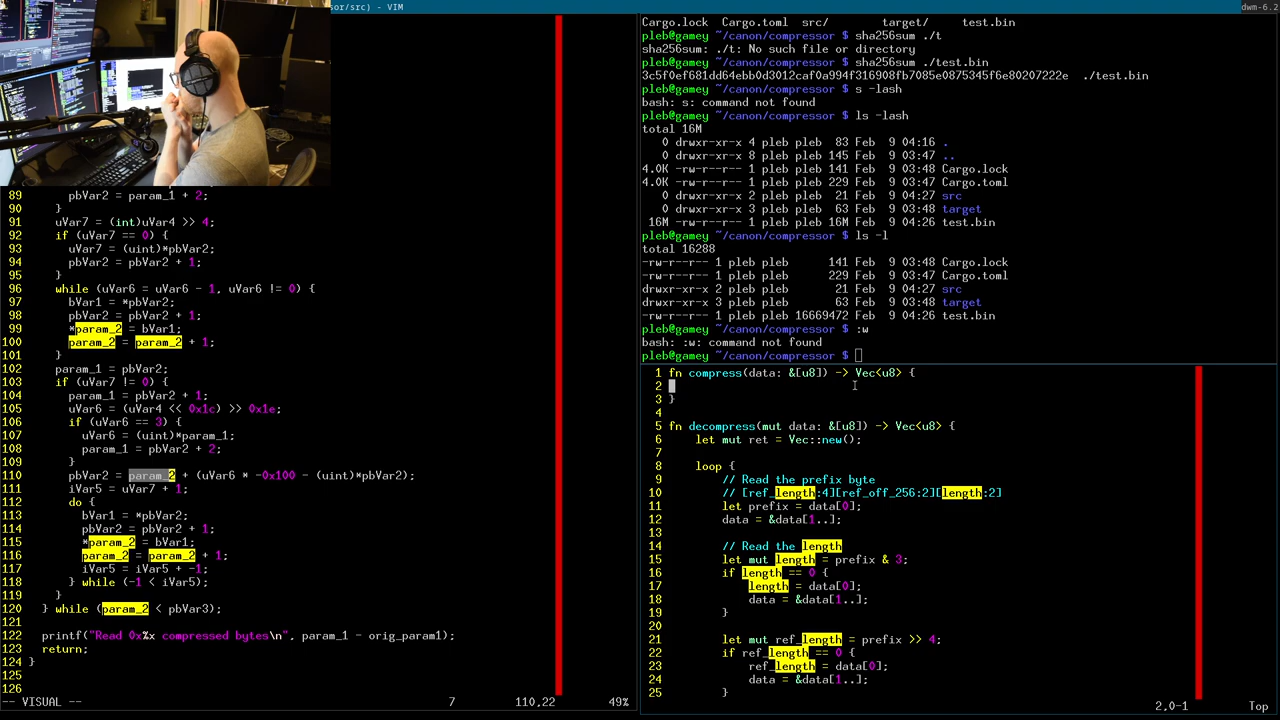 sor/src) - VIM
89 pbVar2 = param_1 + 2;
90 }
91 uVar7 = (int)uVar4 >> 4;
92 if (uVar7 == 0) {
93 uVar7 = (uint)*pbVar2;
94 pbVar2 = pbVar2 + 1;
95 }
96 while (uVar6 = uVar6 - 1, uVar6 != 0) {
97 bVar1 = *pbVar2;
98 pbVar2 = pbVar2 + 1;
99 *param_2 = bVar1;
100 param_2 = param_2 + 1;
101 }
102 param_1 = pbVar2;
103 if (uVar7 != 0) {
104 param_1 = pbVar2 + 1;
105 uVar6 = (uVar4 << 0x1c) >> 0x1e;
106 if (uVar6 == 3) {
107 uVar6 = (uint)*param_1;
108 param_1 = pbVar2 + 2;
109 }
110 pbVar2 = param_2 + (uVar6 * -0x100 - (uint)*pbVar2);
111 iVar5 = uVar7 + 1;
112 do {
113 bVar1 = *pbVar2;
114 pbVar2 = pbVar2 + 1;
115 *param_2 = bVar1;
116 param_2 = param_2 + 1;
117 iVar5 = iVar5 + -1;
118 } while (-1 < iVar5);
119 }
120 } while (param_2 < pbVar3);
121
122 printf("Read 0x%x compressed bytes\n", param_1 - orig_param1);
123 return;
124 }
125
126
-- VISUAL -- 7 110,22 49%
dwm-6.2
Cargo.lock Cargo.toml src/ target/ test.bin
pleb@gamey ~/canon/compressor $ sha256sum ./t
sha256sum: ./t: No such file or directory
pleb@gamey ~/canon/compressor $ sha256sum ./test.bin
3c5f0ef681dd64ebb0d3012caf0a994f316908fb7085e0875345f6e80207222e ./test.bin
pleb@gamey ~/canon/compressor $ s -lash
bash: s: command not found
pleb@gamey ~/canon/compressor $ ls -lash
total 16M
0 drwxr-xr-x 4 pleb pleb 83 Feb 9 04:16 .
0 drwxr-xr-x 8 pleb pleb 145 Feb 9 03:47 ..
4.0K -rw-r--r-- 1 pleb pleb 141 Feb 9 03:48 Cargo.lock
4.0K -rw-r--r-- 1 pleb pleb 229 Feb 9 03:47 Cargo.toml
0 drwxr-xr-x 2 pleb pleb 21 Feb 9 04:27 src
0 drwxr-xr-x 3 pleb pleb 63 Feb 9 03:48 target
16M -rw-r--r-- 1 pleb pleb 16M Feb 9 04:26 test.bin
pleb@gamey ~/canon/compressor $ ls -l
total 16288
-rw-r--r-- 1 pleb pleb 141 Feb 9 03:48 Cargo.lock
-rw-r--r-- 1 pleb pleb 229 Feb 9 03:47 Cargo.toml
drwxr-xr-x 2 pleb pleb 21 Feb 9 04:27 src
drwxr-xr-x 3 pleb pleb 63 Feb 9 03:48 target
-rw-r--r-- 1 pleb pleb 16669472 Feb 9 04:26 test.bin
pleb@gamey ~/canon/compressor $ :w
bash: :w: command not found
pleb@gamey ~/canon/compressor $
1 fn compress(data: &[u8]) -> Vec<u8> {
2
3 }
4
5 fn decompress(mut data: &[u8]) -> Vec<u8> {
6 let mut ret = Vec::new();
7
8 loop {
9 // Read the prefix byte
10 // [ref_length:4][ref_off_256:2][length:2]
11 let prefix = data[0];
12 data = &data[1..];
13
14 // Read the length
15 let mut length = prefix & 3;
16 if length == 0 {
17 length = data[0];
18 data = &data[1..];
19 }
20
21 let mut ref_length = prefix >> 4;
22 if ref_length == 0 {
23 ref_length = data[0];
24 data = &data[1..];
25 }
2,0-1 Top